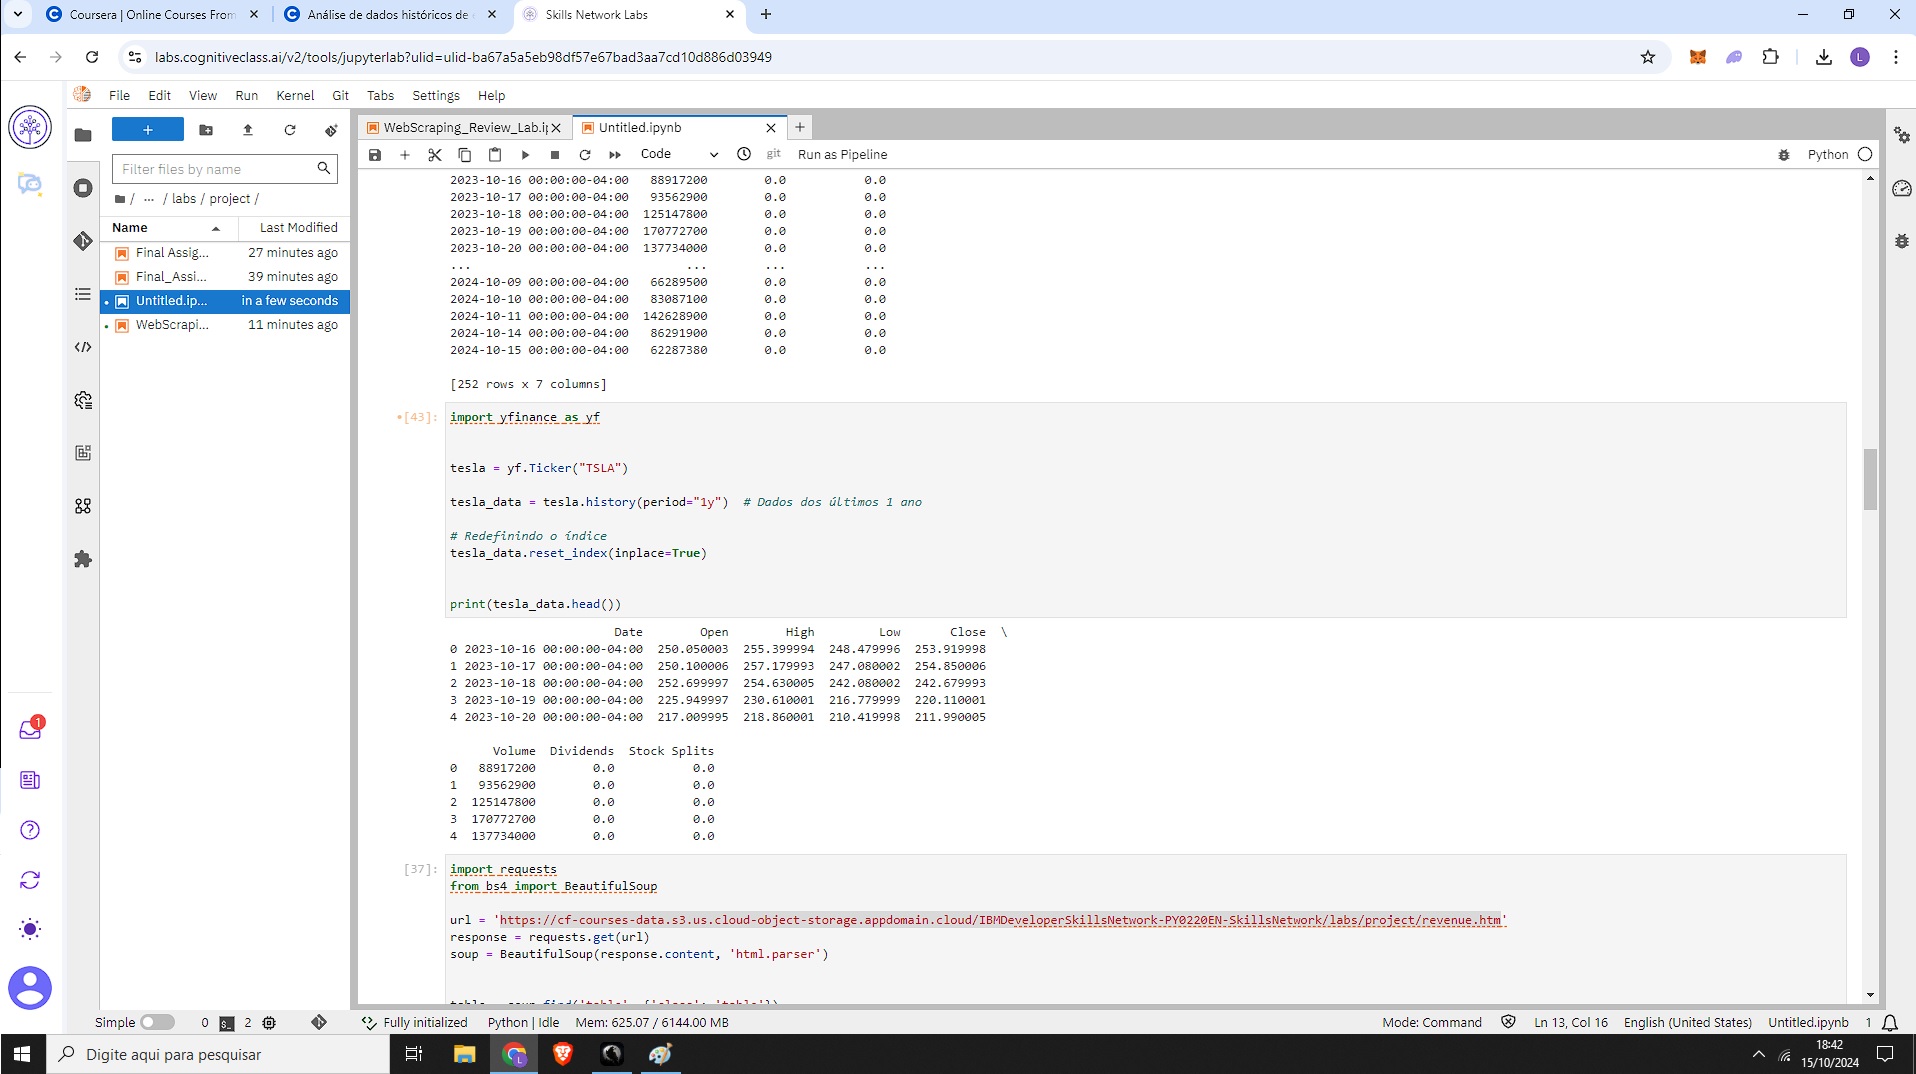 Coursera | Online Courses From
Análise de dados históricos de
Skills Network Labs
labs.cognitiveclass.ai/v2/tools/jupyterlab?ulid=ulid-ba67a5a5eb98df57e67bad3aa7cd10d886d03949
L
File Edit View Run Kernel Git Tabs Settings Help
WebScraping_Review_Lab.i
Untitled.ipynb
Code
git
Run as Pipeline
Python
Filter files by name
/ ... / labs / project /
Name Last Modified
Final Assig... 27 minutes ago
Final_Assi... 39 minutes ago
Untitled.ip... in a few seconds
WebScrapi... 11 minutes ago
2023-10-16 00:00:00-04:00 88917200 0.0 0.0
2023-10-17 00:00:00-04:00 93562900 0.0 0.0
2023-10-18 00:00:00-04:00 125147800 0.0 0.0
2023-10-19 00:00:00-04:00 170772700 0.0 0.0
2023-10-20 00:00:00-04:00 137734000 0.0 0.0
... ... ... ...
2024-10-09 00:00:00-04:00 66289500 0.0 0.0
2024-10-10 00:00:00-04:00 83087100 0.0 0.0
2024-10-11 00:00:00-04:00 142628900 0.0 0.0
2024-10-14 00:00:00-04:00 86291900 0.0 0.0
2024-10-15 00:00:00-04:00 62287380 0.0 0.0
[252 rows x 7 columns]
[43]:
import yfinance as yf
tesla = yf.Ticker("TSLA")
tesla_data = tesla.history(period="1y") # Dados dos últimos 1 ano
# Redefinindo o índice
tesla_data.reset_index(inplace=True)
print(tesla_data.head())
Date Open High Low Close \
0 2023-10-16 00:00:00-04:00 250.050003 255.399994 248.479996 253.919998
1 2023-10-17 00:00:00-04:00 250.100006 257.179993 247.080002 254.850006
2 2023-10-18 00:00:00-04:00 252.699997 254.630005 242.080002 242.679993
3 2023-10-19 00:00:00-04:00 225.949997 230.610001 216.779999 220.110001
4 2023-10-20 00:00:00-04:00 217.009995 218.860001 210.419998 211.990005
Volume Dividends Stock Splits
0 88917200 0.0 0.0
1 93562900 0.0 0.0
2 125147800 0.0 0.0
3 170772700 0.0 0.0
4 137734000 0.0 0.0
[37]:
import requests
from bs4 import BeautifulSoup
url = 'https://cf-courses-data.s3.us.cloud-object-storage.appdomain.cloud/IBMDeveloperSkillsNetwork-PY0220EN-SkillsNetwork/labs/project/revenue.htm'
response = requests.get(url)
soup = BeautifulSoup(response.content, 'html.parser')
1
Simple 0 2 Fully initialized Python | Idle Mem: 625.07 / 6144.00 MB Mode: Command Ln 13, Col 16 English (United States) Untitled.ipynb 1
Digite aqui para pesquisar
18:42
15/10/2024